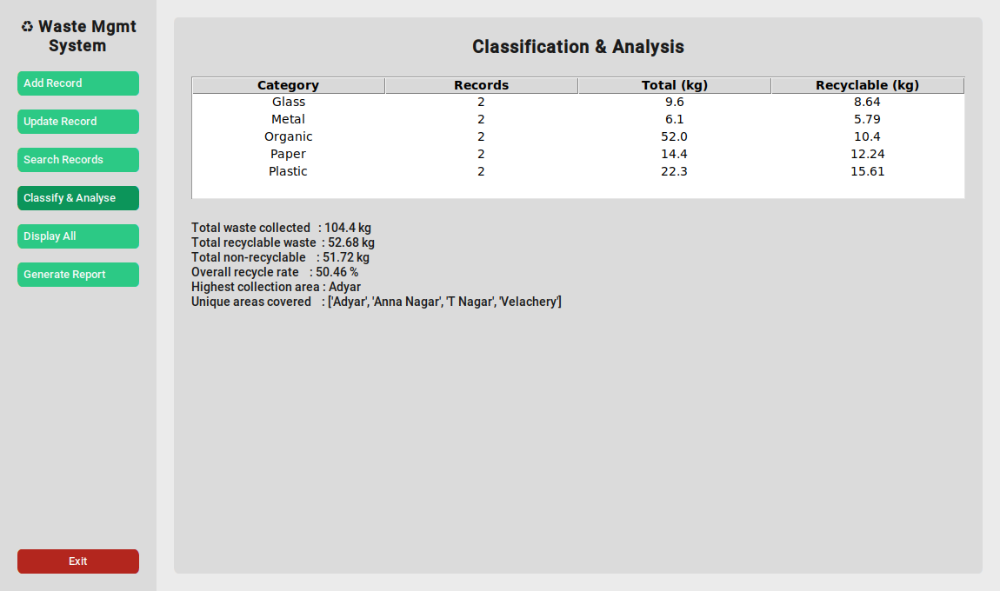 ♻ Waste Mgmt
System
Add Record
Update Record
Search Records
Classify & Analyse
Display All
Generate Report
Exit
Classification & Analysis
Category Records Total (kg) Recyclable (kg)
Glass 2 9.6 8.64
Metal 2 6.1 5.79
Organic 2 52.0 10.4
Paper 2 14.4 12.24
Plastic 2 22.3 15.61
Total waste collected : 104.4 kg
Total recyclable waste : 52.68 kg
Total non-recyclable : 51.72 kg
Overall recycle rate : 50.46 %
Highest collection area : Adyar
Unique areas covered : ['Adyar', 'Anna Nagar', 'T Nagar', 'Velachery']